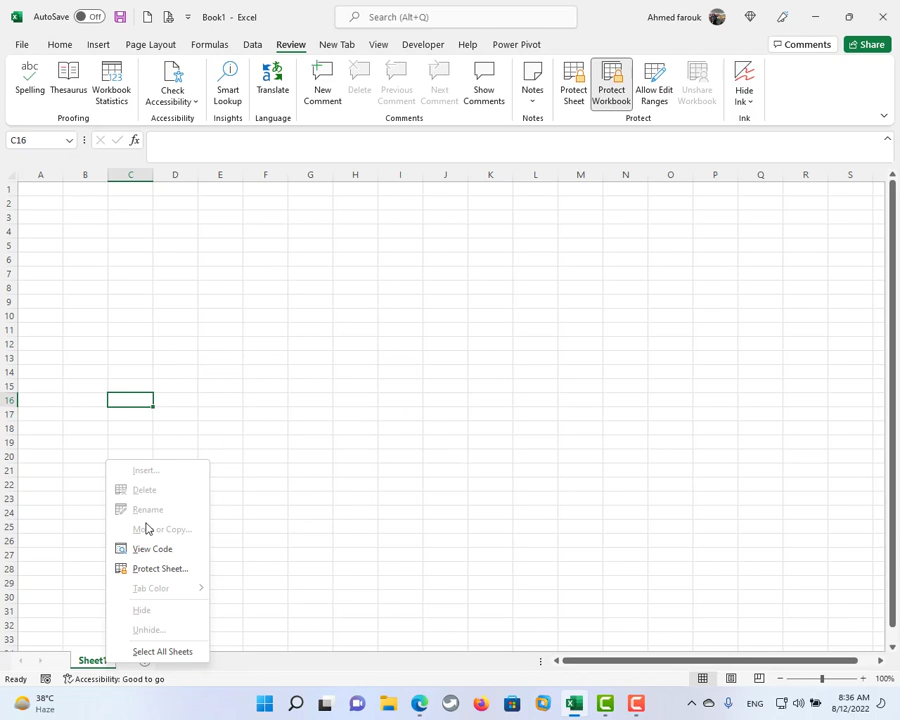 AutoSave Off Book1 - Excel Search (Alt+Q) Ahmed farouk
File Home Insert Page Layout Formulas Data Review New Tab View Developer Help Power Pivot Comments Share
Spelling Thesaurus Workbook Statistics Check Accessibility Smart Lookup Translate New Comment Delete Previous Comment Next Comment Show Comments Notes Protect Sheet Protect Workbook Allow Edit Ranges Unshare Workbook Hide Ink
Proofing Accessibility Insights Language Comments Notes Protect Ink
C16 fx
A B C D E F G H I J K L M N O P Q R S
1
2
3
4
5
6
7
8
9
10
11
12
13
14
15
16
17
18
19
20
21
22
23
24
25
26
27
28
29
30
31
32
33
Insert...
Delete
Rename
Move or Copy...
View Code
Protect Sheet...
Tab Color
Hide
Unhide...
Select All Sheets
Sheet1
Ready Accessibility: Good to go 100%
38°C
Haze
ENG
8:36 AM
8/12/2022